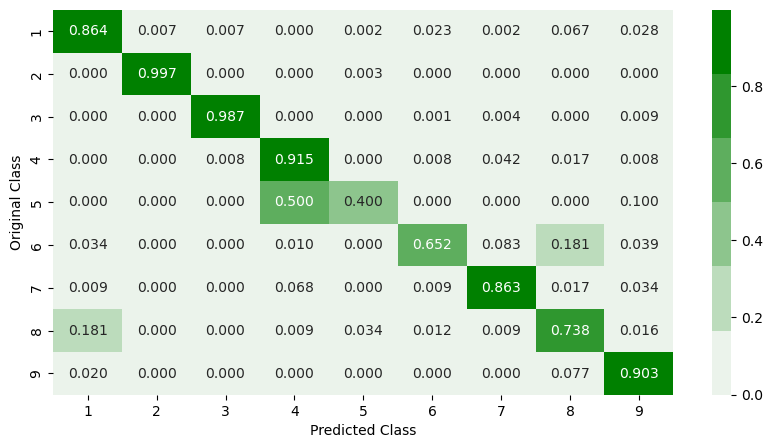 1 0.864 0.007 0.007 0.000 0.002 0.023 0.002 0.067 0.028
2 0.000 0.997 0.000 0.000 0.003 0.000 0.000 0.000 0.000
3 0.000 0.000 0.987 0.000 0.000 0.001 0.004 0.000 0.009
4 0.000 0.000 0.008 0.915 0.000 0.008 0.042 0.017 0.008
5 0.000 0.000 0.000 0.500 0.400 0.000 0.000 0.000 0.100
6 0.034 0.000 0.000 0.010 0.000 0.652 0.083 0.181 0.039
7 0.009 0.000 0.000 0.068 0.000 0.009 0.863 0.017 0.034
8 0.181 0.000 0.000 0.009 0.034 0.012 0.009 0.738 0.016
9 0.020 0.000 0.000 0.000 0.000 0.000 0.000 0.077 0.903
1 2 3 4 5 6 7 8 9
Predicted Class
Original Class
0.8
0.6
0.4
0.2
0.0